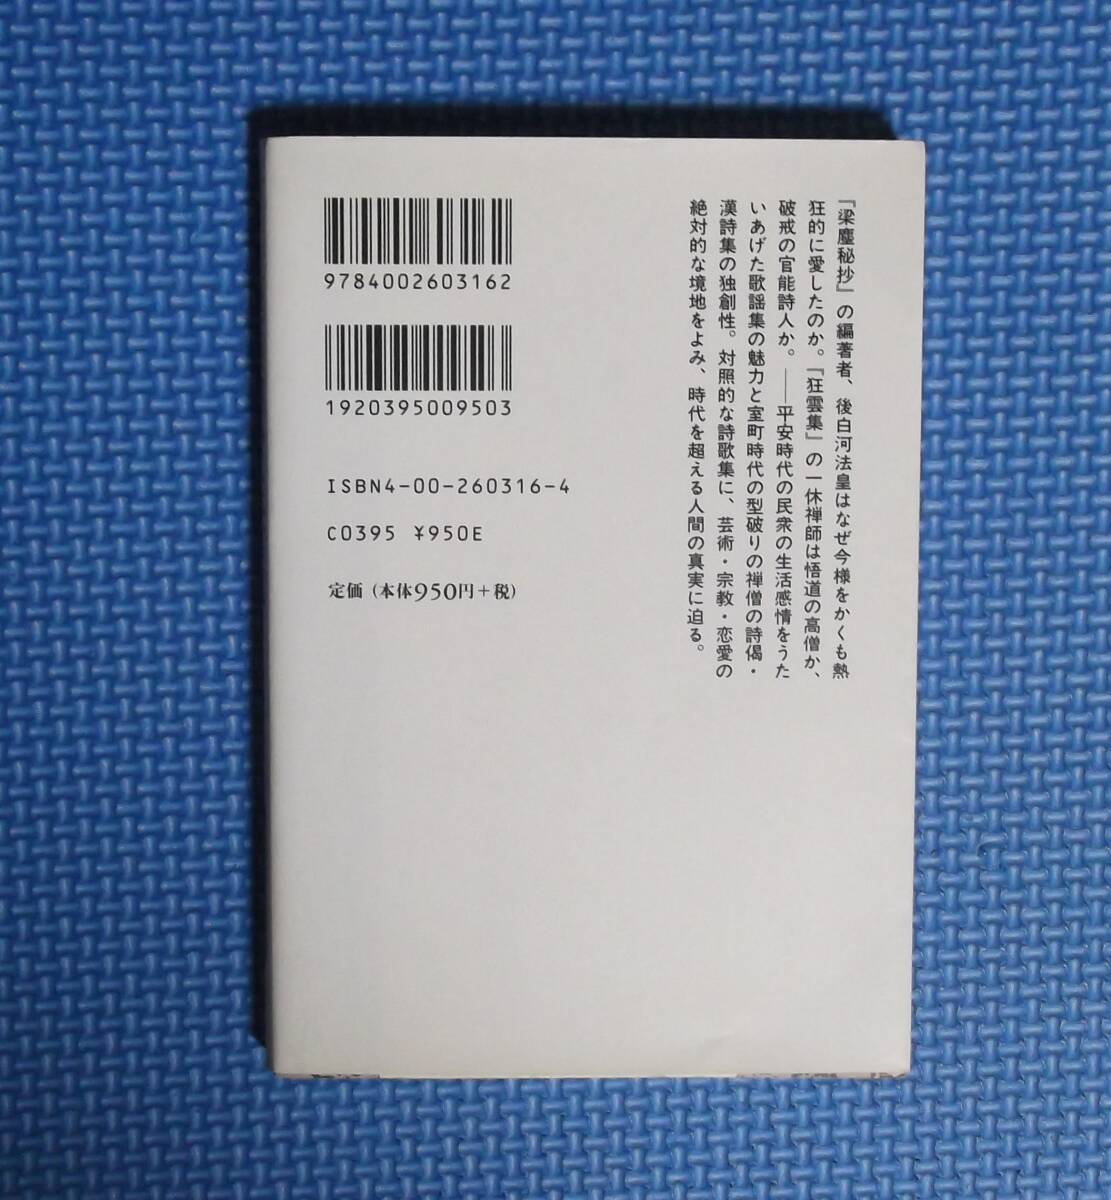 『梁塵秘抄』の編著者、後白河法皇はなぜ今様をかくも熱
狂的に愛したのか。『狂雲集』の一休禅師は悟道の高僧か、
破戒の官能詩人か。――平安時代の民衆の生活感情をうた
いあげた歌謡集の魅力と室町時代の型破りの禅僧の詩偈・
漢詩集の独創性。対照的な詩歌集に、芸術・宗教・恋愛の
絶対的な境地をよみ、時代を超える人間の真実に迫る。
9784002603162
1920395009503
ISBN4-00-260316-4
C0395 ¥950E
定価（本体950円＋税）